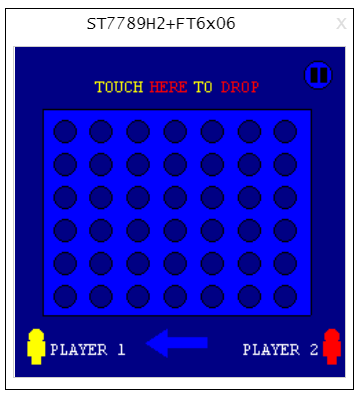 ST7789H2+FT6x06
X
TOUCH HERE TO DROP
PLAYER 1
PLAYER 2